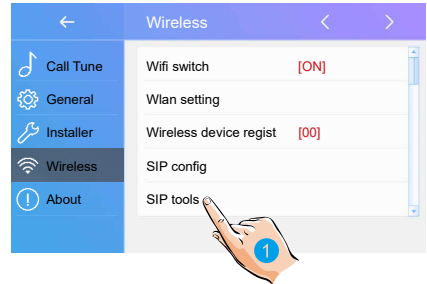 Wireless
Call Tune
General
Installer
Wireless
About
Wifi switch [ON]
Wlan setting
Wireless device regist [00]
SIP config
SIP tools
1